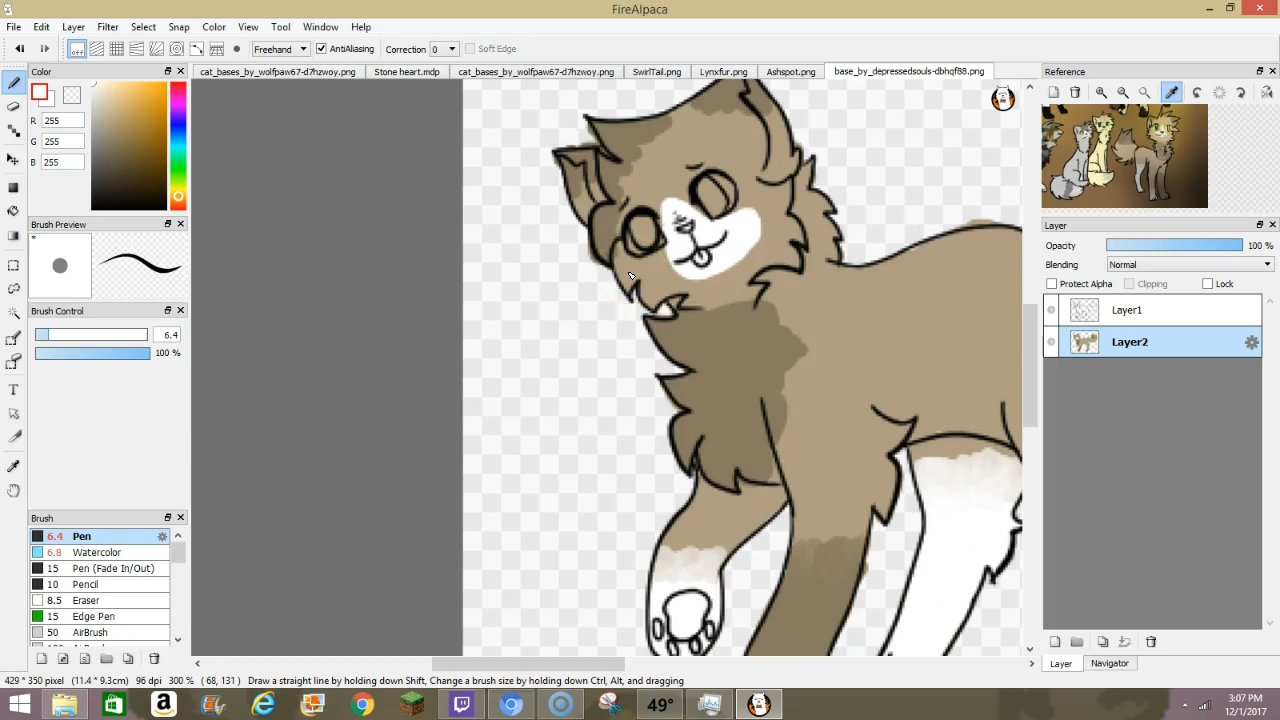 FireAlpaca
File Edit Layer Filter Select Snap Color View Tool Window Help
off Freehand AntiAliasing Correction 0 Soft Edge
Color cat_bases_by_wolfpaw67-d7hzwoy.png Stone heart.mdp cat_bases_by_wolfpaw67-d7hzwoy.png SwirlTail.png Lynxfur.png Ashspot.png base_by_depressedsouls-dbhqf88.png Reference
R 255
G 255
B 255
Brush Preview
*
Brush Control
6.4
100 %
Brush
6.4 Pen
6.8 Watercolor
15 Pen (Fade In/Out)
10 Pencil
8.5 Eraser
15 Edge Pen
50 AirBrush
Layer
Opacity 100 %
Blending Normal
Protect Alpha Clipping Lock
Layer1
Layer2
Layer Navigator
429 * 350 pixel (11.4 * 9.3cm) 96 dpi 300 % ( 68, 131 ) Draw a straight line by holding down Shift, Change a brush size by holding down Ctrl, Alt, and dragging
49°
3:07 PM
12/1/2017